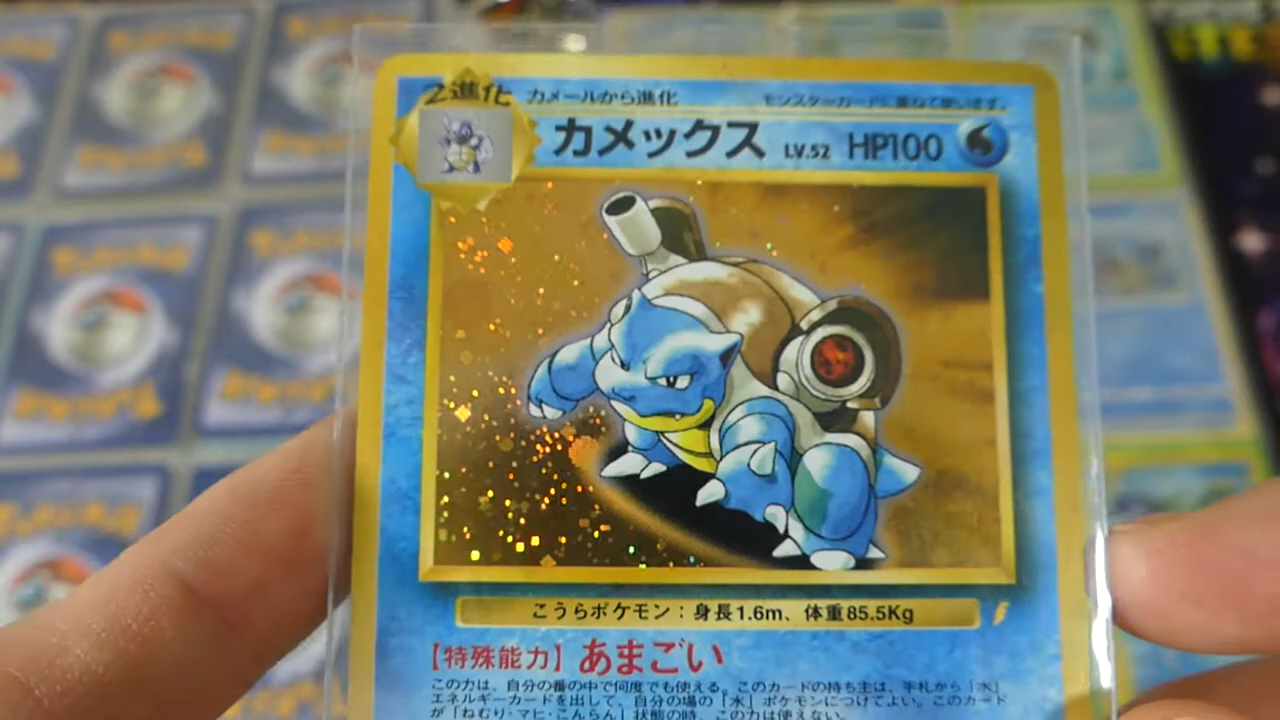 2進化 カメールから進化 モンスターカードに重ねて使います。
カメックス LV.52 HP100
こうらポケモン：身長1.6m、体重85.5Kg
【特殊能力】あまごい
この力は、自分の番の中で何度でも使える。このカードの持ち主は、手札から「水」
エネルギーカードを出して、自分の場の「水」ポケモンにつけてよい。このカード
が「ねむり・マヒ・こんらん」状態の時、この力は使えない。